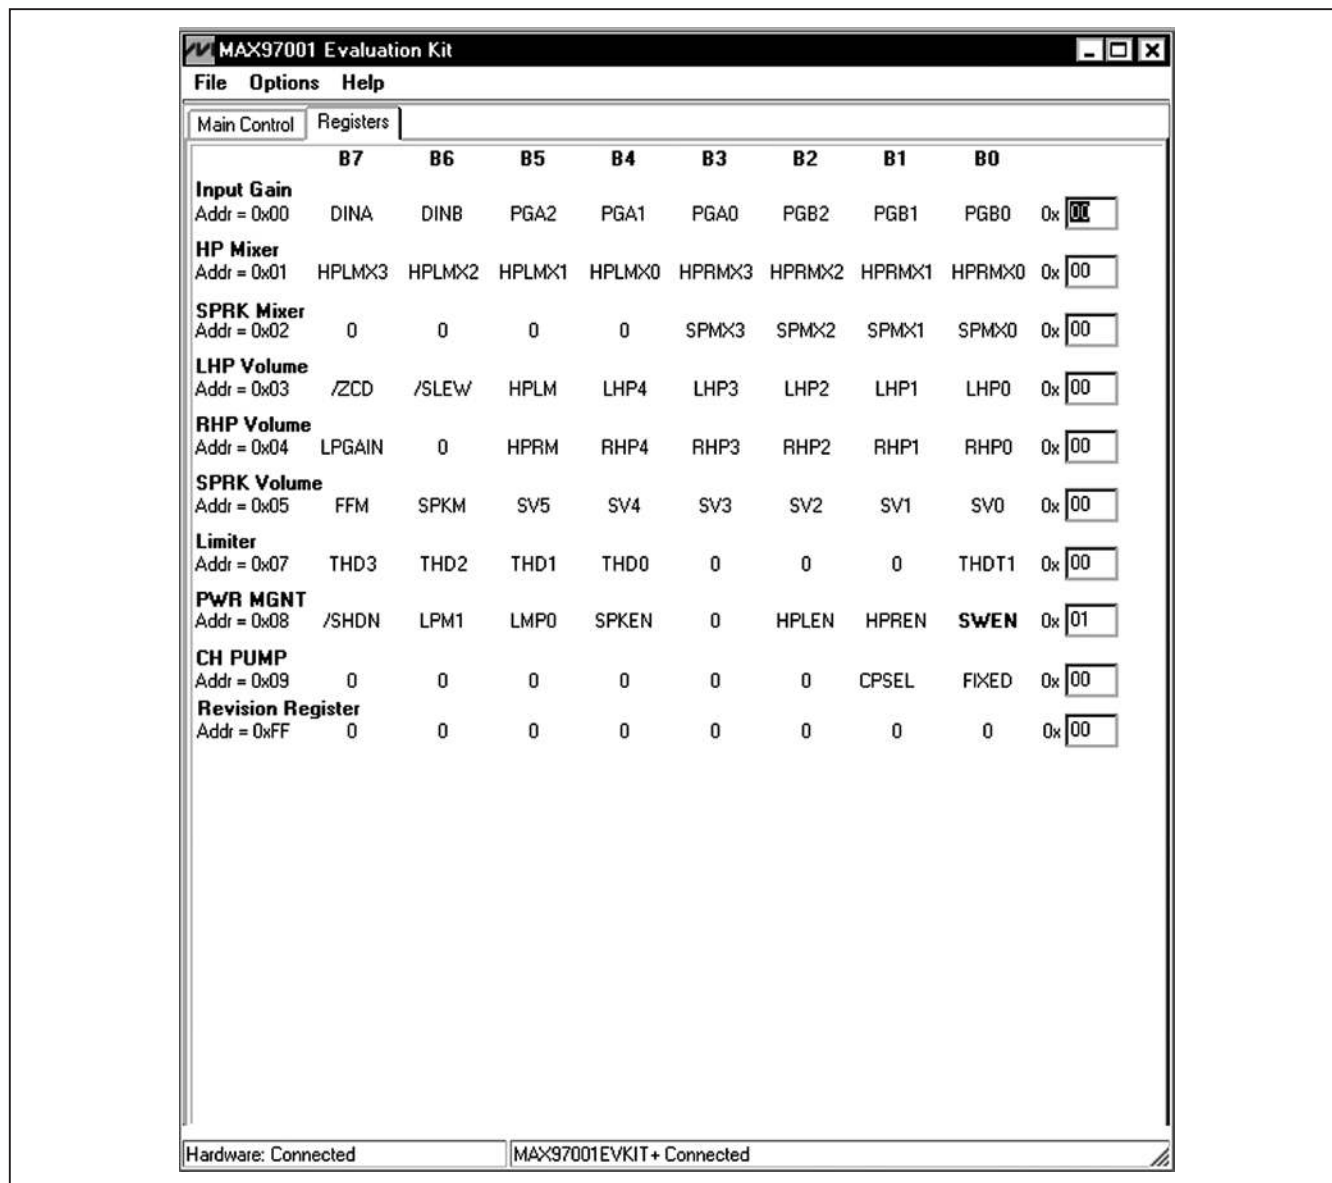 MAX97001 Evaluation Kit
File Options Help
Main Control Registers
B7 B6 B5 B4 B3 B2 B1 B0
Input Gain
Addr = 0x00 DINA DINB PGA2 PGA1 PGA0 PGB2 PGB1 PGB0 0x 00
HP Mixer
Addr = 0x01 HPLMX3 HPLMX2 HPLMX1 HPLMX0 HPRMX3 HPRMX2 HPRMX1 HPRMX0 0x 00
SPRK Mixer
Addr = 0x02 0 0 0 0 SPMX3 SPMX2 SPMX1 SPMX0 0x 00
LHP Volume
Addr = 0x03 /ZCD /SLEW HPLM LHP4 LHP3 LHP2 LHP1 LHP0 0x 00
RHP Volume
Addr = 0x04 LPGAIN 0 HPRM RHP4 RHP3 RHP2 RHP1 RHP0 0x 00
SPRK Volume
Addr = 0x05 FFM SPKM SV5 SV4 SV3 SV2 SV1 SV0 0x 00
Limiter
Addr = 0x07 THD3 THD2 THD1 THD0 0 0 0 THDT1 0x 00
PWR MGNT
Addr = 0x08 /SHDN LPM1 LMP0 SPKEN 0 HPLEN HPREN SWEN 0x 01
CH PUMP
Addr = 0x09 0 0 0 0 0 0 CPSEL FIXED 0x 00
Revision Register
Addr = 0xFF 0 0 0 0 0 0 0 0 0x 00
Hardware: Connected MAX97001EVKIT+ Connected